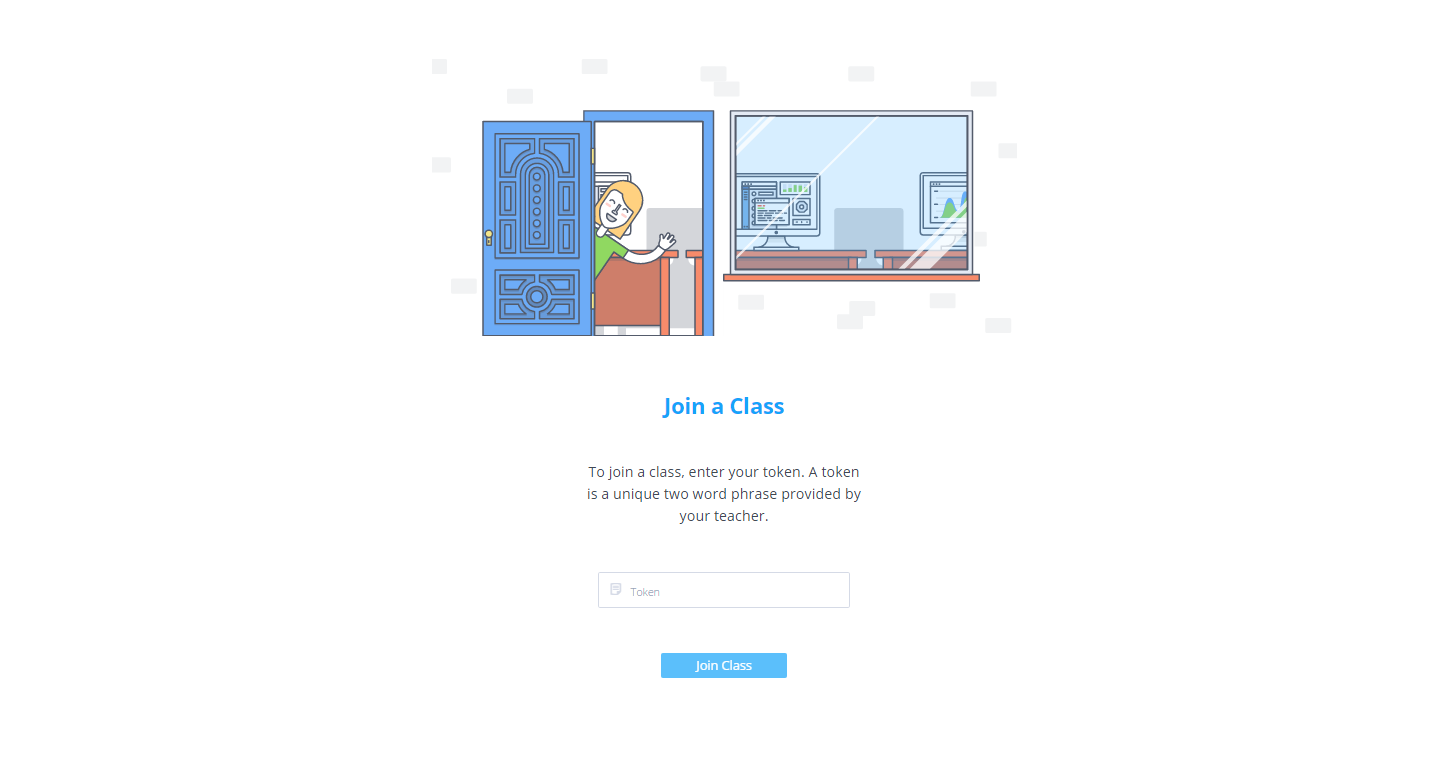 Join a Class
To join a class, enter your token. A token
is a unique two word phrase provided by
your teacher.
Token
Join Class